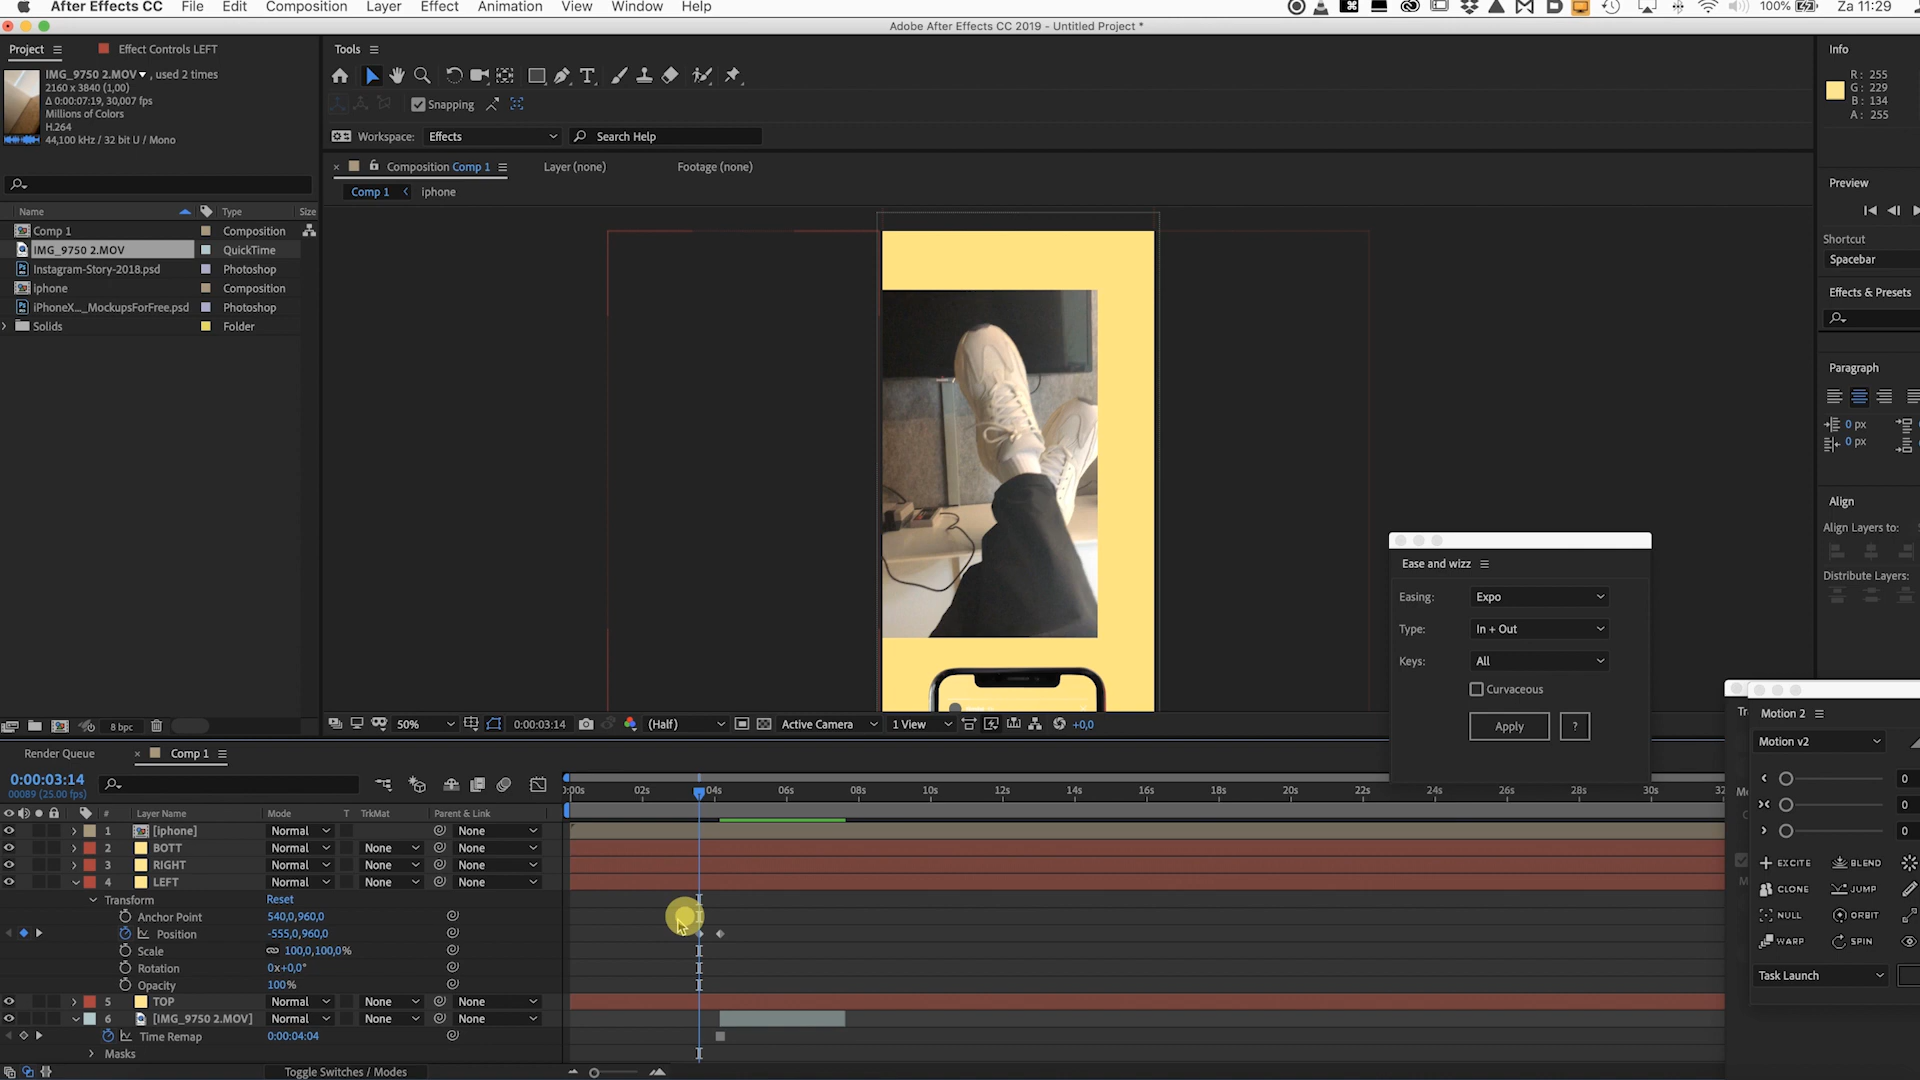 After Effects CC File Edit Composition Layer Effect Animation View Window Help 100% Za 11:29
Adobe After Effects CC 2019 - Untitled Project *
Project Effect Controls LEFT
IMG_9750 2.MOV , used 2 times
2160 x 3840 (1,00)
Δ 0:00:07:19, 30,007 fps
Millions of Colors
H.264
44,100 kHz / 32 bit U / Mono
Name Type Size
Comp 1 Composition
IMG_9750 2.MOV QuickTime
Instagram-Story-2018.psd Photoshop
iphone Composition
iPhoneX..._MockupsForFree.psd Photoshop
Solids Folder
8 bpc
Tools
Snapping
Workspace: Effects Search Help
Composition Comp 1 Layer (none) Footage (none)
Comp 1 iphone
50% 0:00:03:14 (Half) Active Camera 1 View +0,0
Info
R: 255
G: 229
B: 134
A: 255
Preview
Shortcut
Spacebar
Effects & Presets
Paragraph
0 px
0 px
Align
Align Layers to:
Distribute Layers:
Ease and wizz
Easing: Expo
Type: In + Out
Keys: All
Curvaceous
Apply ?
Motion 2
Motion v2
0
0
0
EXCITE BLEND
CLONE JUMP
NULL ORBIT
WARP SPIN
Task Launch
Render Queue Comp 1
0:00:03:14
00089 (25.00 fps)
:00s 02s 04s 06s 08s 10s 12s 14s 16s 18s 20s 22s 24s 26s 28s 30s 32
# Layer Name Mode T TrkMat Parent & Link
1 [iphone] Normal None
2 BOTT Normal None None
3 RIGHT Normal None None
4 LEFT Normal None None
Transform Reset
Anchor Point 540,0,960,0
Position -555,0,960,0
Scale 100,0,100,0%
Rotation 0x+0,0°
Opacity 100%
5 TOP Normal None None
6 [IMG_9750 2.MOV] Normal None None
Time Remap 0:00:04:04
Masks
Toggle Switches / Modes